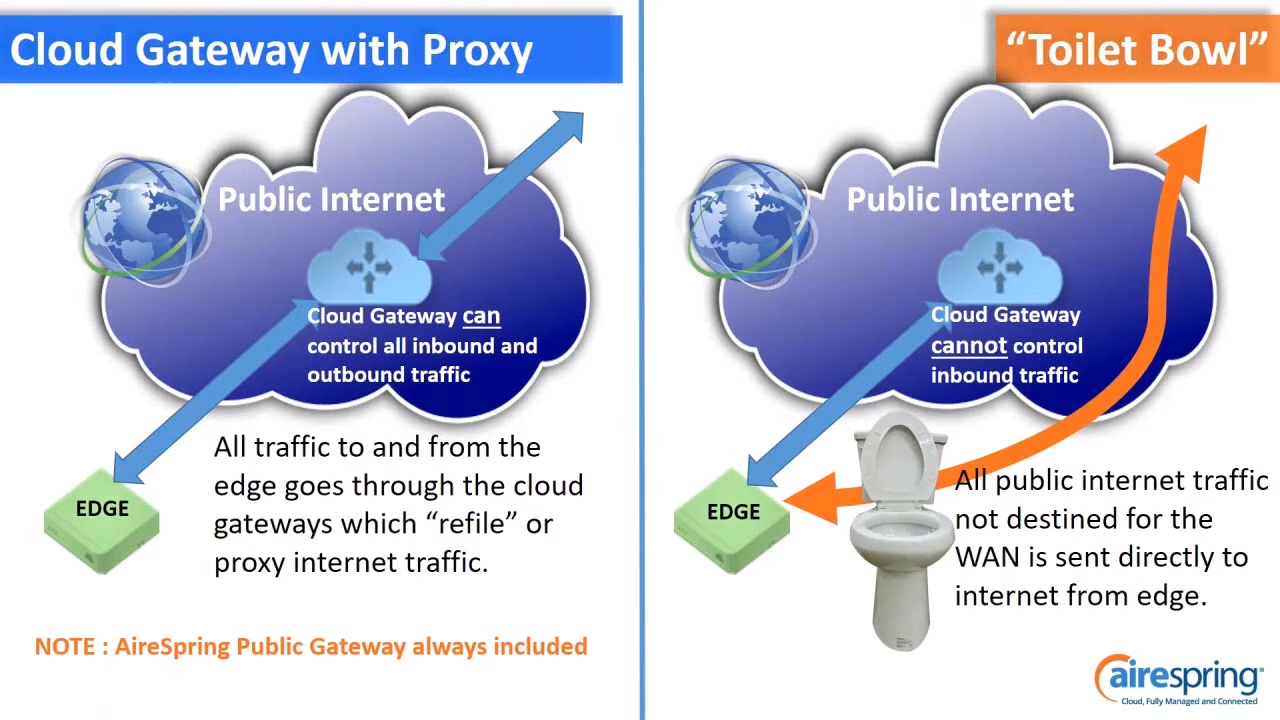 Cloud Gateway with Proxy
Public Internet
Cloud Gateway can
control all inbound and
outbound traffic
EDGE
All traffic to and from the
edge goes through the cloud
gateways which “refile” or
proxy internet traffic.
NOTE : AireSpring Public Gateway always included
“Toilet Bowl”
Public Internet
Cloud Gateway
cannot control
inbound traffic
EDGE
All public internet traffic
not destined for the
WAN is sent directly to
internet from edge.
airespring
Cloud, Fully Managed and Connected